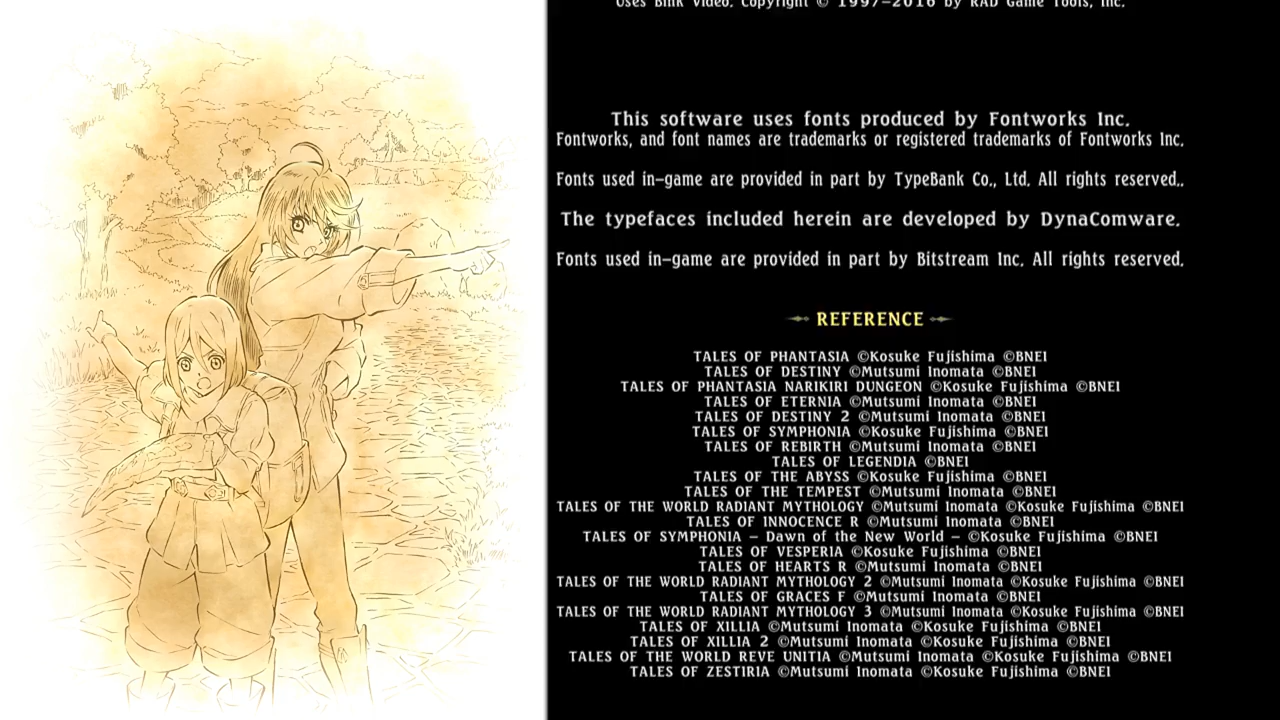 Uses Bink Video. Copyright © 1997–2016 by RAD Game Tools, Inc.
This software uses fonts produced by Fontworks Inc.
Fontworks, and font names are trademarks or registered trademarks of Fontworks Inc.
Fonts used in-game are provided in part by TypeBank Co., Ltd. All rights reserved..
The typefaces included herein are developed by DynaComware.
Fonts used in-game are provided in part by Bitstream Inc. All rights reserved.
REFERENCE
TALES OF PHANTASIA ©Kosuke Fujishima ©BNEI
TALES OF DESTINY ©Mutsumi Inomata ©BNEI
TALES OF PHANTASIA NARIKIRI DUNGEON ©Kosuke Fujishima ©BNEI
TALES OF ETERNIA ©Mutsumi Inomata ©BNEI
TALES OF DESTINY 2 ©Mutsumi Inomata ©BNEI
TALES OF SYMPHONIA ©Kosuke Fujishima ©BNEI
TALES OF REBIRTH ©Mutsumi Inomata ©BNEI
TALES OF LEGENDIA ©BNEI
TALES OF THE ABYSS ©Kosuke Fujishima ©BNEI
TALES OF THE TEMPEST ©Mutsumi Inomata ©BNEI
TALES OF THE WORLD RADIANT MYTHOLOGY ©Mutsumi Inomata ©Kosuke Fujishima ©BNEI
TALES OF INNOCENCE R ©Mutsumi Inomata ©BNEI
TALES OF SYMPHONIA – Dawn of the New World – ©Kosuke Fujishima ©BNEI
TALES OF VESPERIA ©Kosuke Fujishima ©BNEI
TALES OF HEARTS R ©Mutsumi Inomata ©BNEI
TALES OF THE WORLD RADIANT MYTHOLOGY 2 ©Mutsumi Inomata ©Kosuke Fujishima ©BNEI
TALES OF GRACES F ©Mutsumi Inomata ©BNEI
TALES OF THE WORLD RADIANT MYTHOLOGY 3 ©Mutsumi Inomata ©Kosuke Fujishima ©BNEI
TALES OF XILLIA ©Mutsumi Inomata ©Kosuke Fujishima ©BNEI
TALES OF XILLIA 2 ©Mutsumi Inomata ©Kosuke Fujishima ©BNEI
TALES OF THE WORLD REVE UNITIA ©Mutsumi Inomata ©Kosuke Fujishima ©BNEI
TALES OF ZESTIRIA ©Mutsumi Inomata ©Kosuke Fujishima ©BNEI